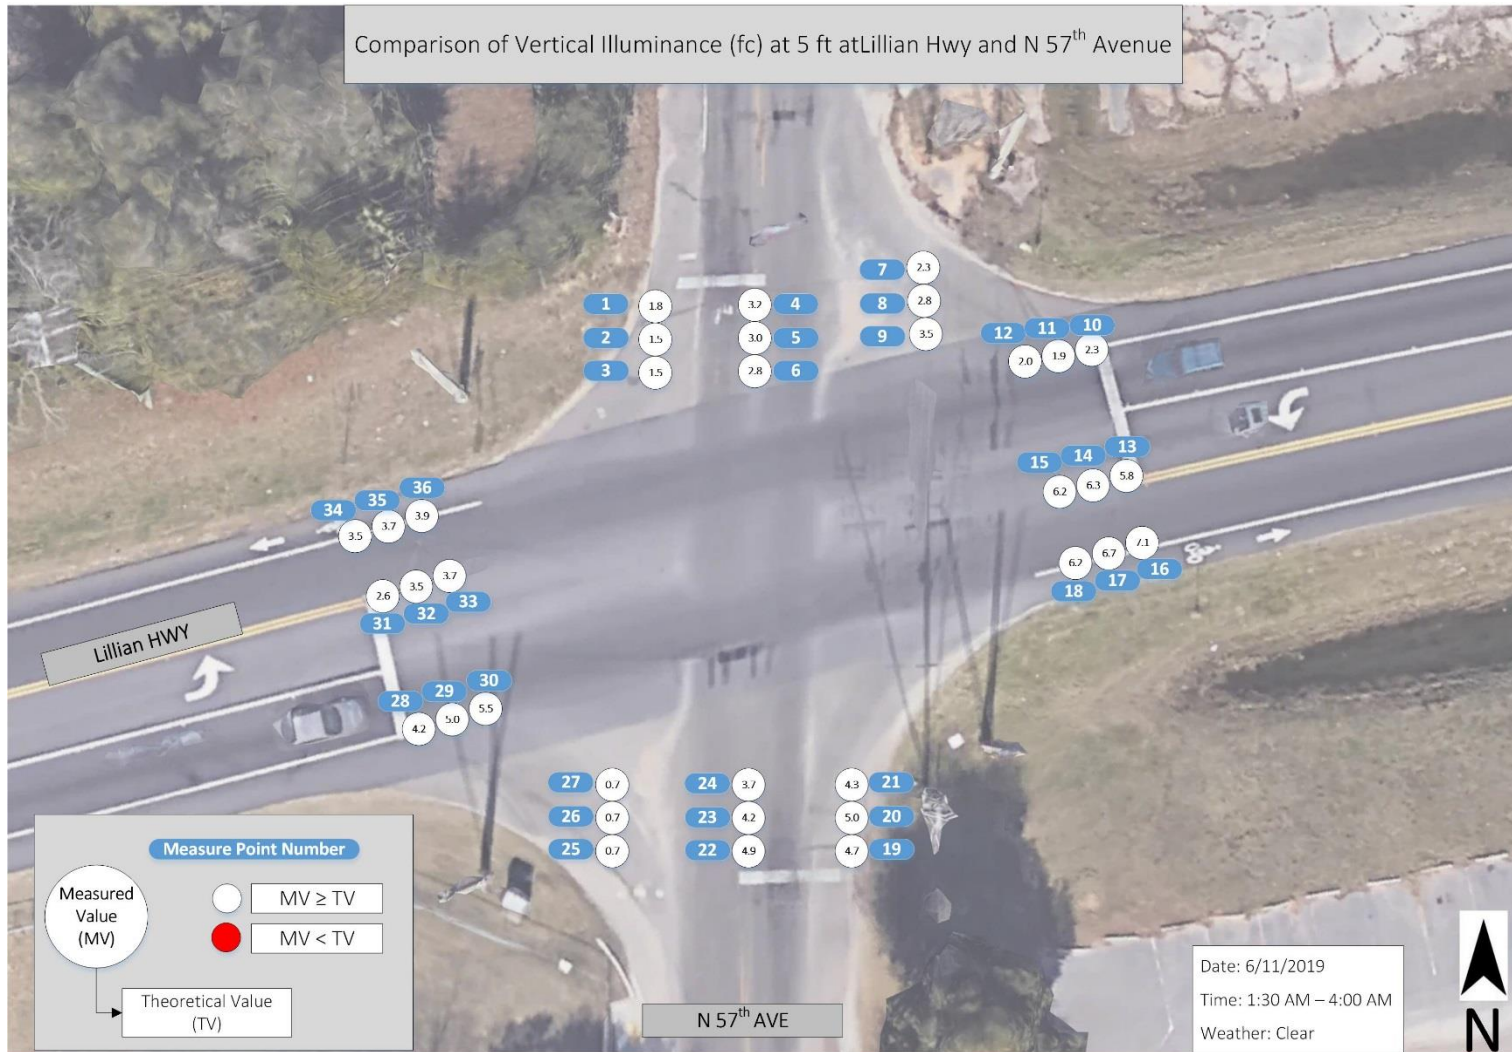 Comparison of Vertical Illuminance (fc) at 5 ft atLillian Hwy and N 57th Avenue
7 2.3
1 1.8 3.2 4 8 2.8
2 1.5 3.0 5 9 3.5
3 1.5 2.8 6
12 11 10
2.0 1.9 2.3
15 14 13
6.2 6.3 5.8
34 35 36
3.5 3.7 3.9
6.2 6.7 7.1
18 17 16
2.6 3.5 3.7
31 32 33
Lillian HWY
28 29 30
4.2 5.0 5.5
27 0.7 24 3.7 4.3 21
26 0.7 23 4.2 5.0 20
25 0.7 22 4.9 4.7 19
Measure Point Number
Measured
Value
(MV)
MV ≥ TV
MV < TV
Theoretical Value
(TV)
N 57th AVE
Date: 6/11/2019
Time: 1:30 AM – 4:00 AM
Weather: Clear
N